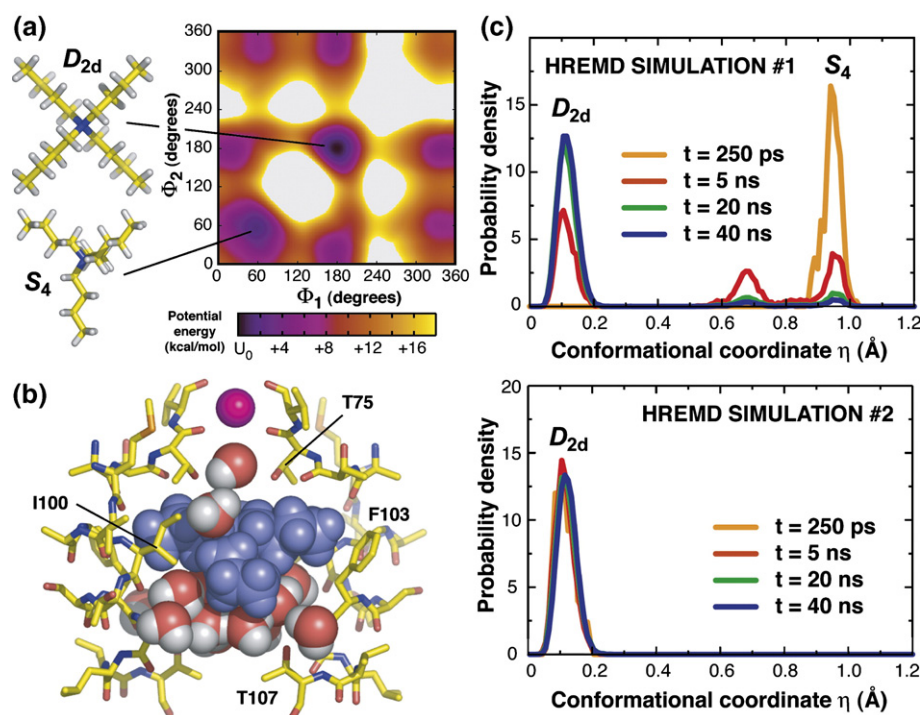 (a)
D2d
S4
360
300
240
180
120
60
0
Φ2 (degrees)
0 60 120 180 240 300 360
Φ1 (degrees)
Potential
energy
(kcal/mol)
U0 +4 +8 +12 +16
(b)
T75
I100
F103
T107
(c)
HREMD SIMULATION #1
S4
D2d
t = 250 ps
t = 5 ns
t = 20 ns
t = 40 ns
15
10
5
0
Probability density
0 0.2 0.4 0.6 0.8 1.0 1.2
Conformational coordinate η (Å)
HREMD SIMULATION #2
D2d
t = 250 ps
t = 5 ns
t = 20 ns
t = 40 ns
20
15
10
5
0
Probability density
0 0.2 0.4 0.6 0.8 1.0 1.2
Conformational coordinate η (Å)